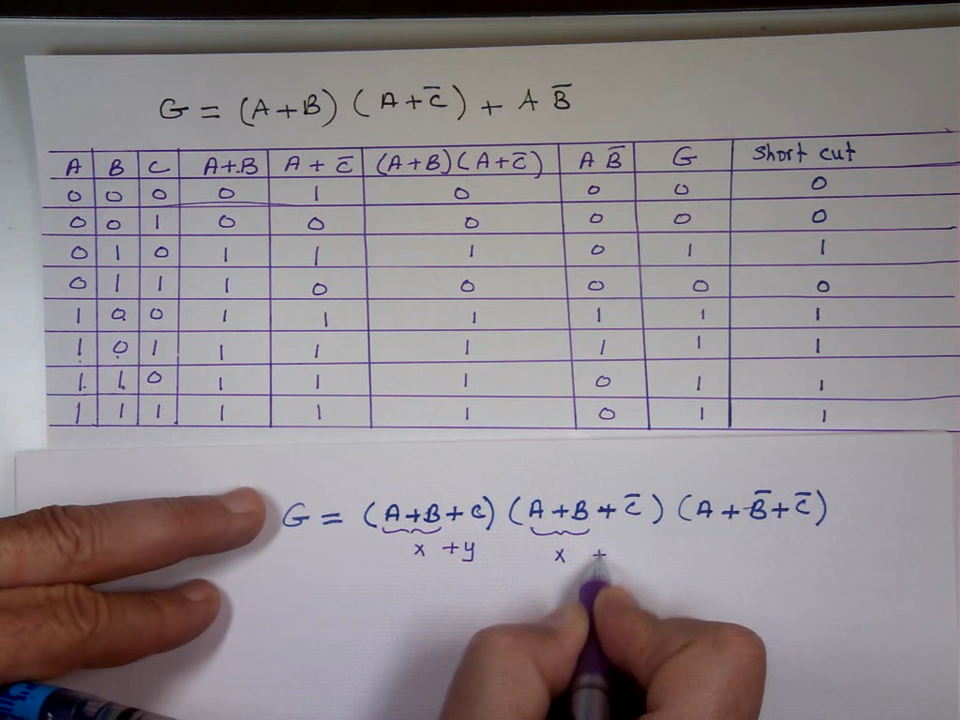 G = (A+B) (A+C̅) + A B̅
A B C A+B A + C̅ (A+B)(A+C̅) A B̅ G Short cut
0 0 0 0 1 0 0 0 0
0 0 1 0 0 0 0 0 0
0 1 0 1 1 1 0 1 1
0 1 1 1 0 0 0 0 0
1 0 0 1 1 1 1 1 1
1 0 1 1 1 1 1 1 1
1 1 0 1 1 1 0 1 1
1 1 1 1 1 1 0 1 1
G = (A+B+C) (A+B+C̅) (A+B̅+C̅)
x +y x +